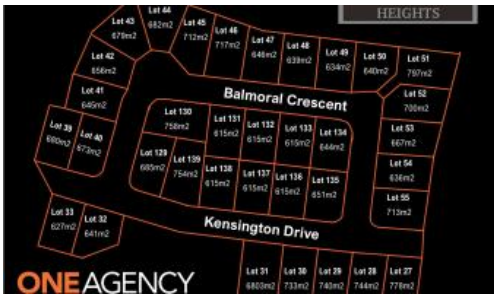 HEIGHTS
Lot 44
682m2
Lot 43
679m2
Lot 45
712m2
Lot 46
717m2
Lot 47
646m2
Lot 48
639m2
Lot 49
634m2
Lot 50
640m2
Lot 51
797m2
Lot 42
656m2
Lot 41
645m2
Lot 52
700m2
Balmoral Crescent
Lot 39
680m2
Lot 40
673m2
Lot 130
758m2
Lot 131
615m2
Lot 132
615m2
Lot 133
615m2
Lot 134
644m2
Lot 53
667m2
Lot 54
636m2
Lot 129
685m2
Lot 139
754m2
Lot 138
615m2
Lot 137
615m2
Lot 136
615m2
Lot 135
651m2
Lot 55
713m2
Lot 33
627m2
Lot 32
641m2
Kensington Drive
Lot 31
6803m2
Lot 30
733m2
Lot 29
740m2
Lot 28
744m2
Lot 27
778m2
ONEAGENCY